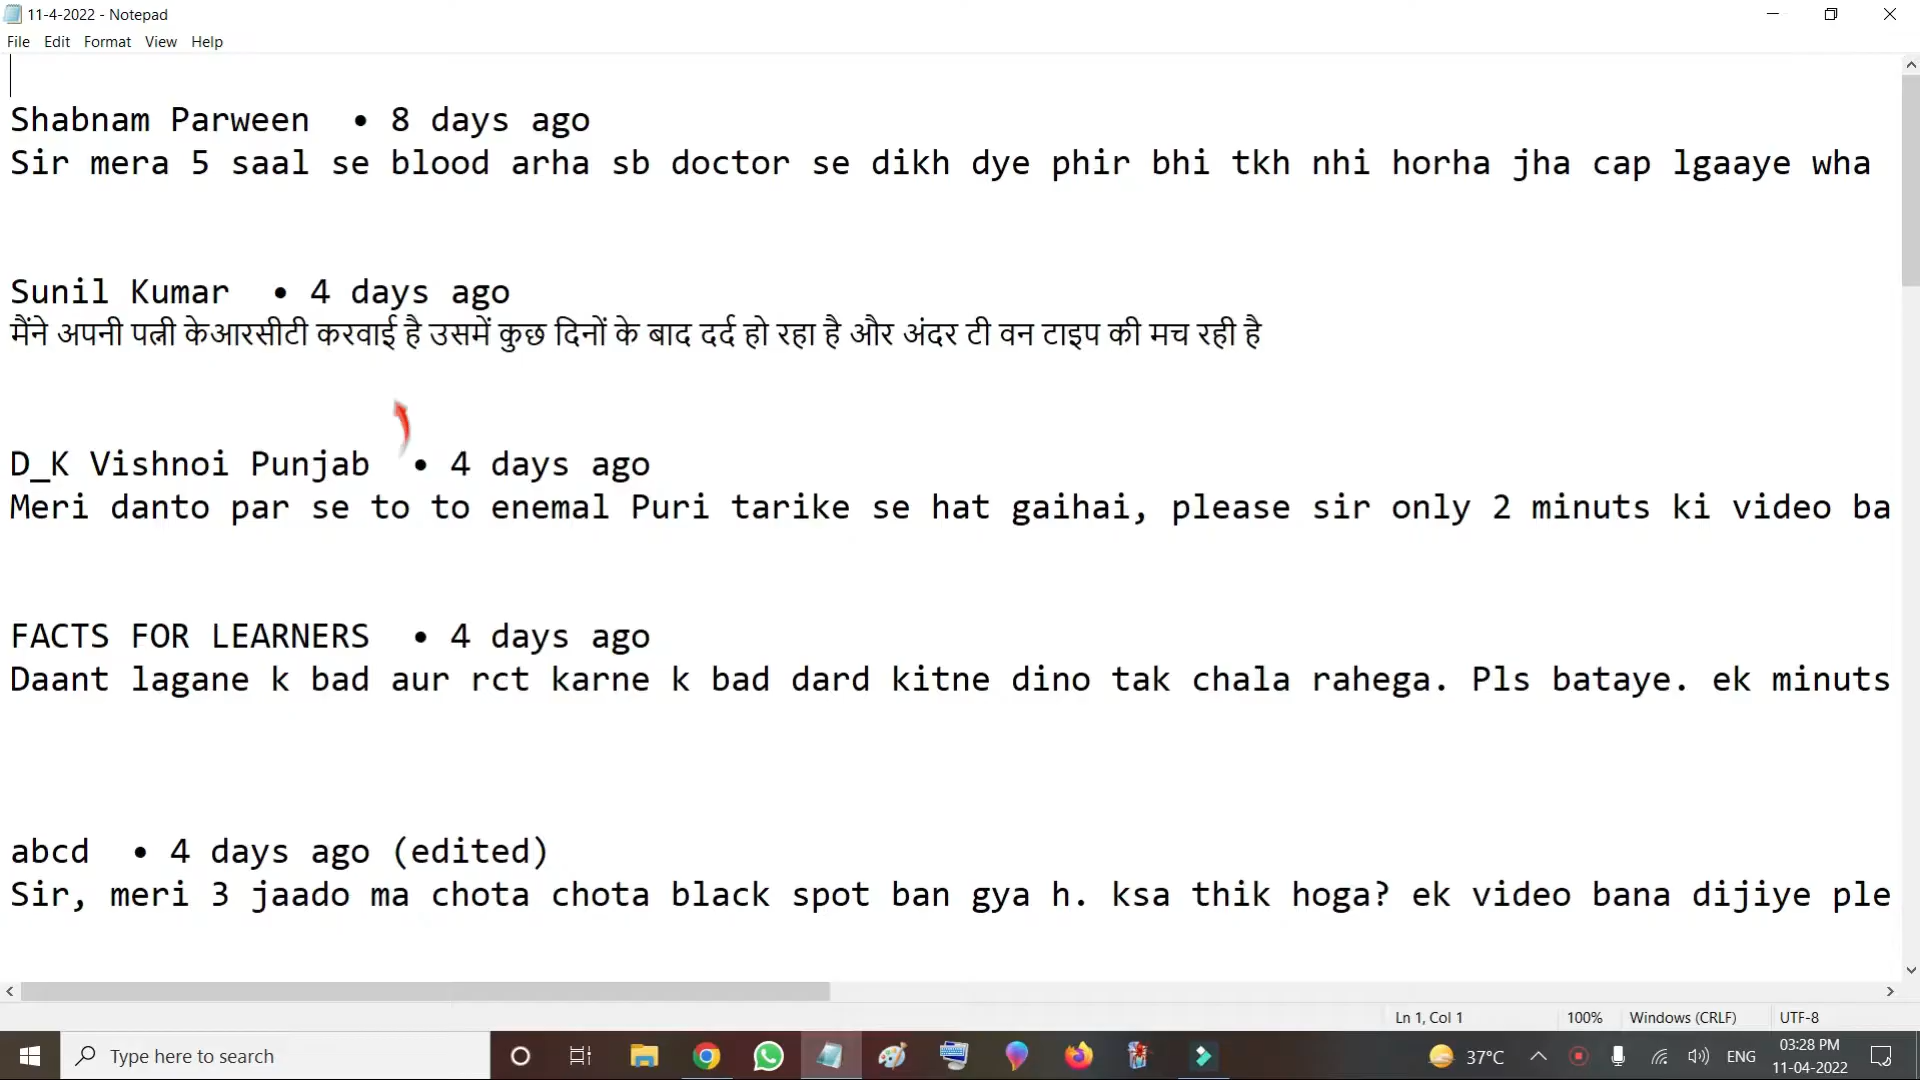 11-4-2022 - Notepad
File Edit Format View Help
Shabnam Parween • 8 days ago
Sir mera 5 saal se blood arha sb doctor se dikh dye phir bhi tkh nhi horha jha cap lgaaye wha
Sunil Kumar • 4 days ago
मैंने अपनी पत्नी केआरसीटी करवाई है उसमें कुछ दिनों के बाद दर्द हो रहा है और अंदर टी वन टाइप की मच रही है
D_K Vishnoi Punjab • 4 days ago
Meri danto par se to to enemal Puri tarike se hat gaihai, please sir only 2 minuts ki video ba
FACTS FOR LEARNERS • 4 days ago
Daant lagane k bad aur rct karne k bad dard kitne dino tak chala rahega. Pls bataye. ek minuts
abcd • 4 days ago (edited)
Sir, meri 3 jaado ma chota chota black spot ban gya h. ksa thik hoga? ek video bana dijiye ple
Ln 1, Col 1 100% Windows (CRLF) UTF-8
Type here to search 37°C ENG 03:28 PM
11-04-2022